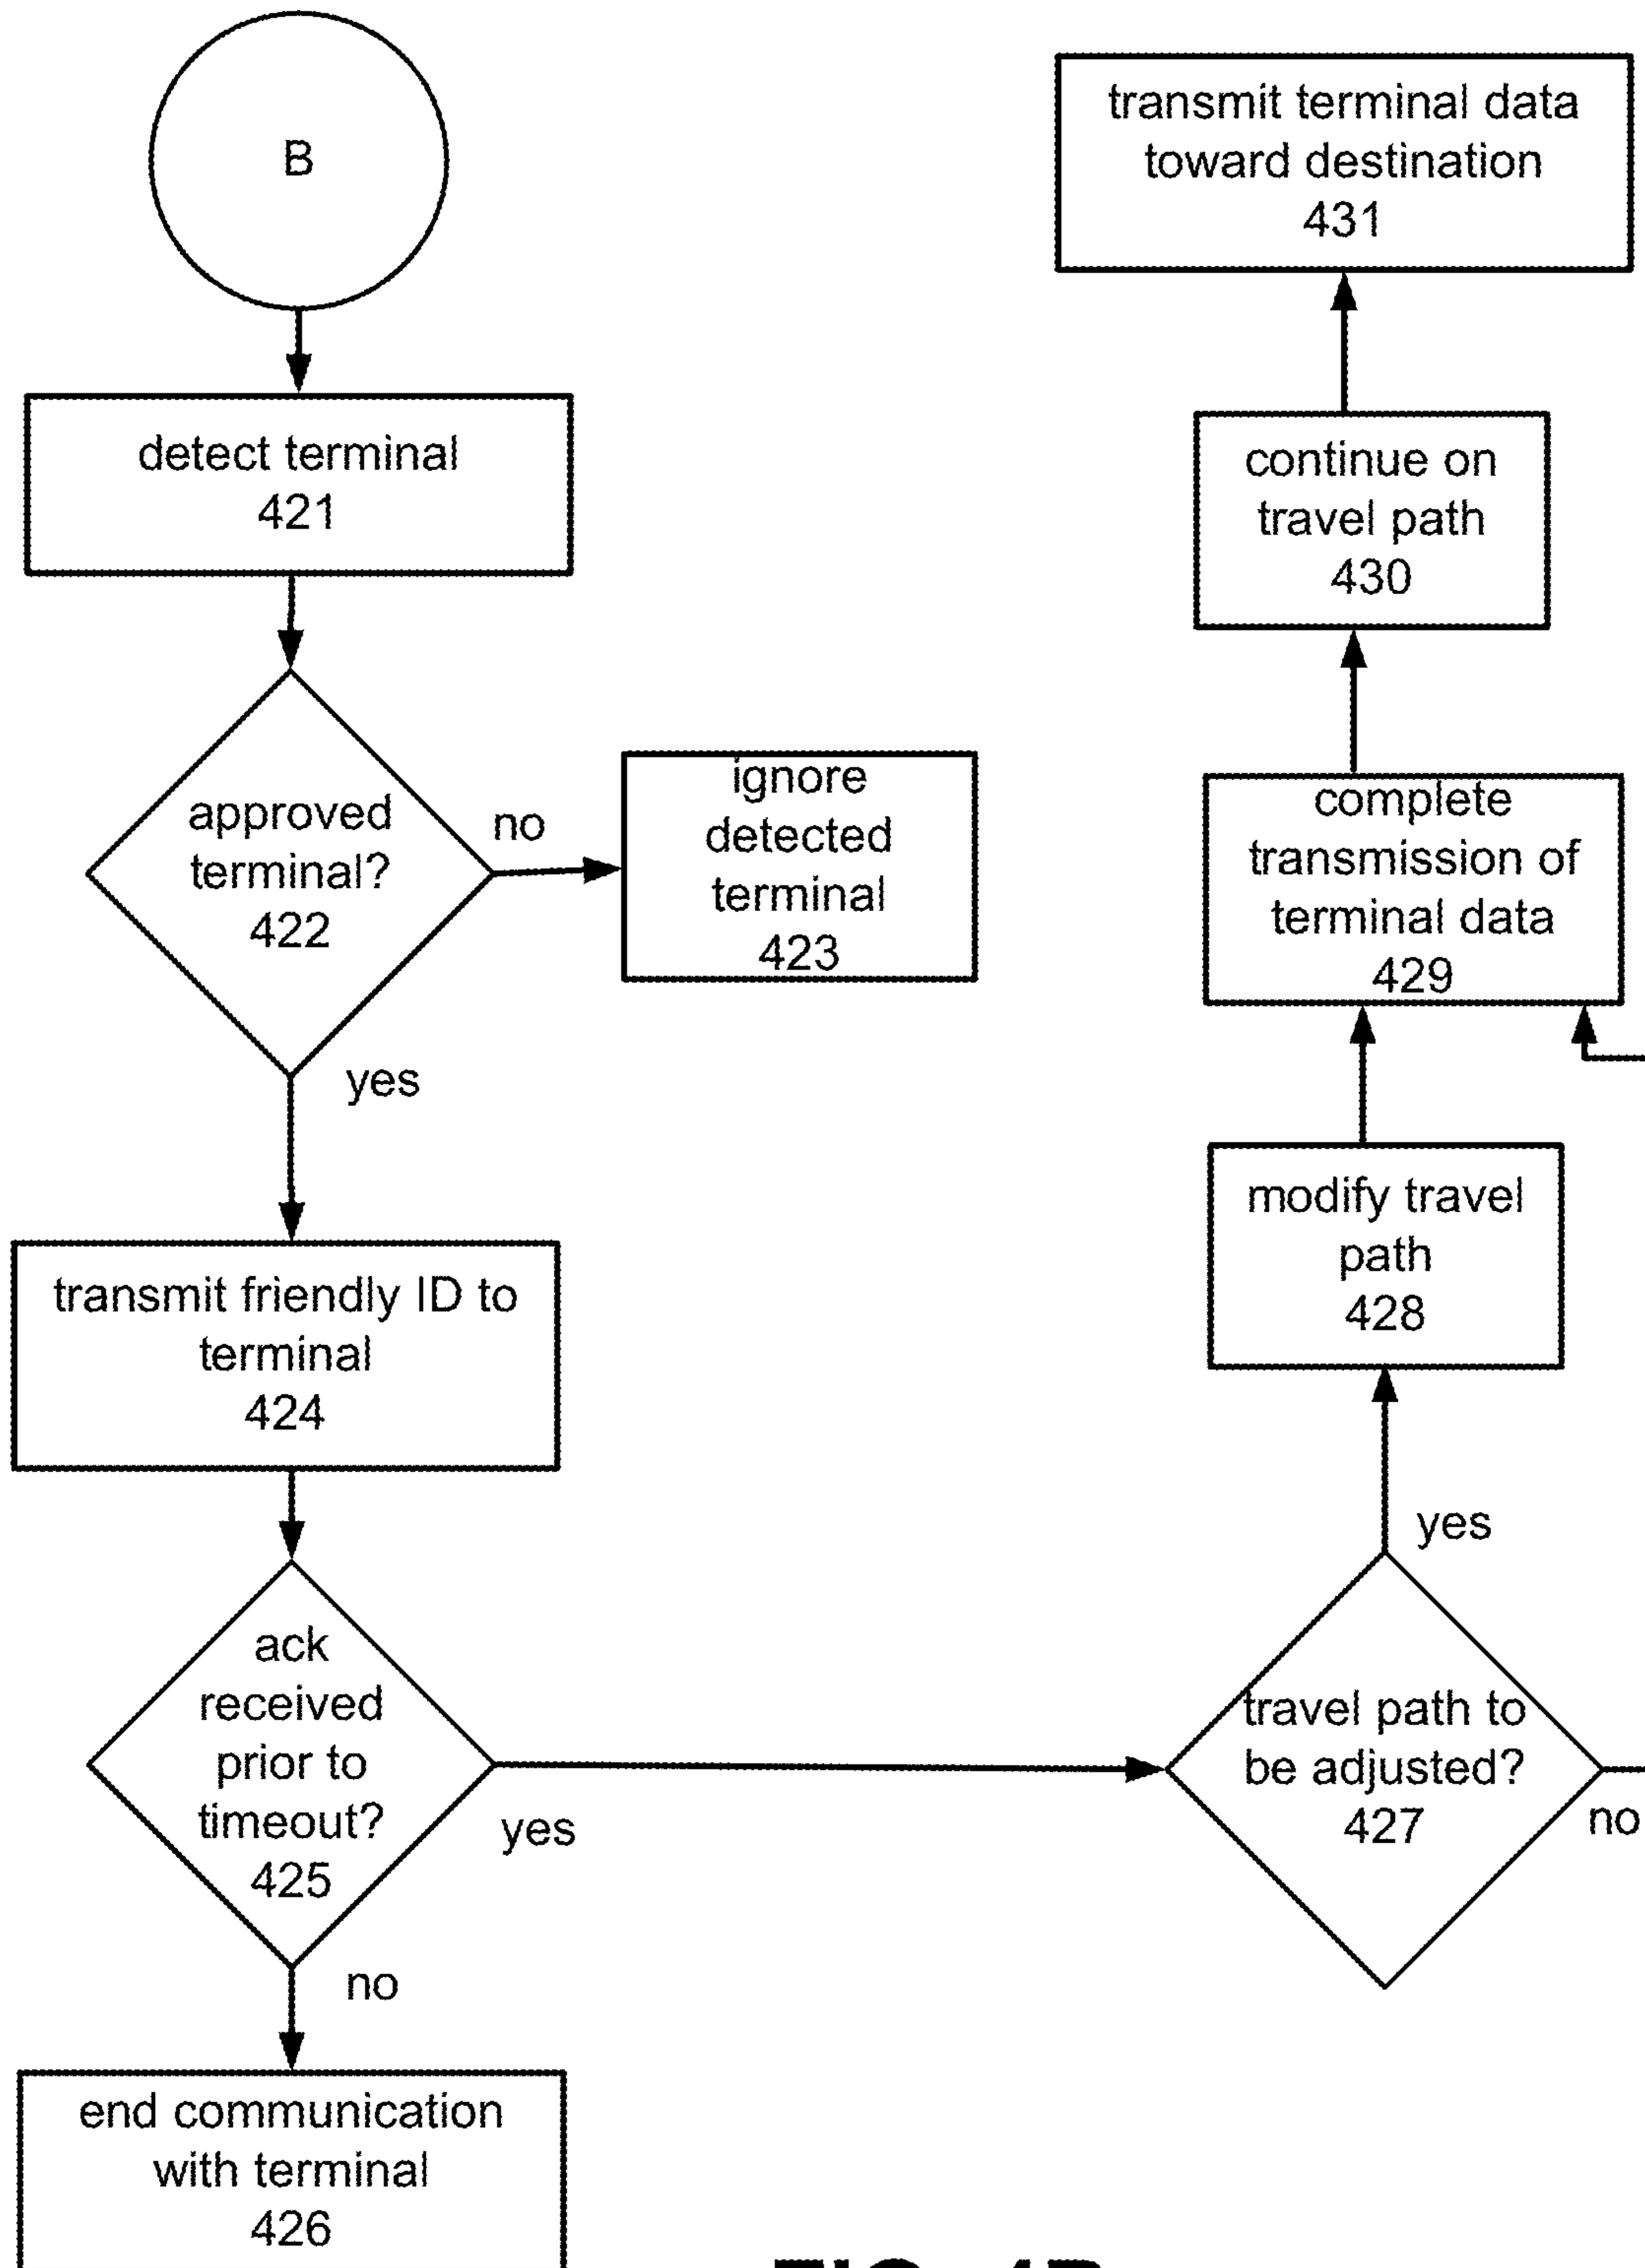 B
detect terminal
421
approved
terminal?
422
no
ignore
detected
terminal
423
yes
transmit friendly ID to
terminal
424
ack
received
prior to
timeout?
425
yes
no
end communication
with terminal
426
transmit terminal data
toward destination
431
continue on
travel path
430
complete
transmission of
terminal data
429
modify travel
path
428
yes
travel path to
be adjusted?
427
no